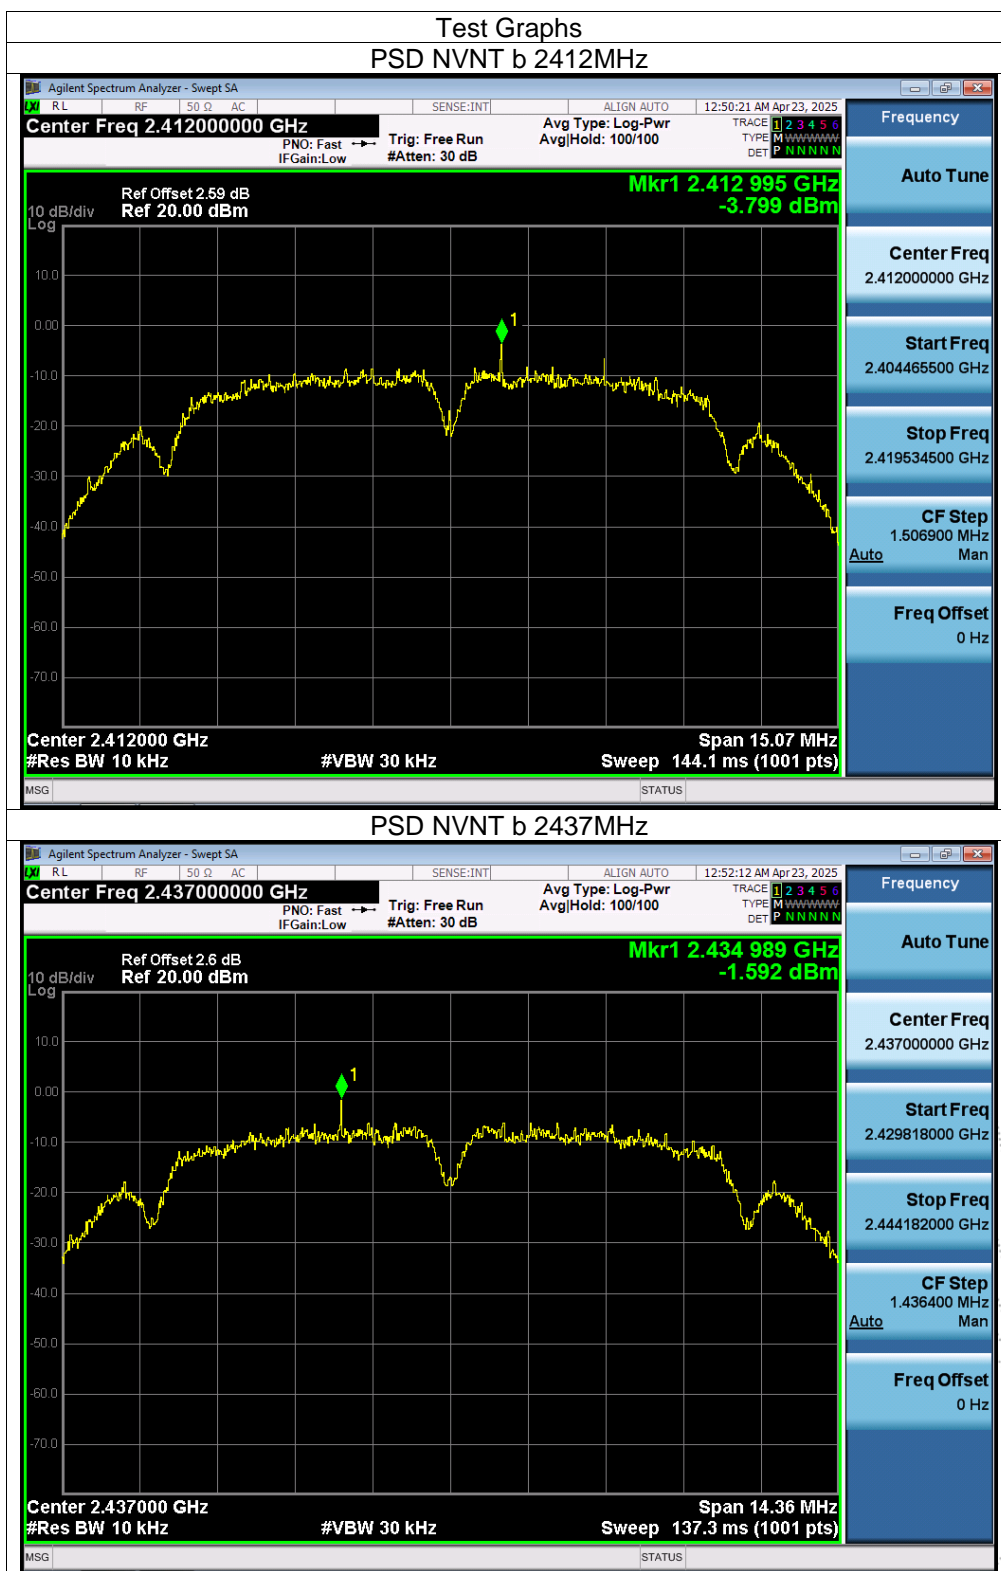 Test Graphs
PSD NVNT b 2412MHz
Agilent Spectrum Analyzer - Swept SA
LXI RL RF 50 Ω AC SENSE:INT ALIGN AUTO 12:50:21 AM Apr 23, 2025
Center Freq 2.412000000 GHz
PNO: Fast
IFGain:Low
Trig: Free Run
#Atten: 30 dB
Avg Type: Log-Pwr
Avg|Hold: 100/100
TRACE 1 2 3 4 5 6
TYPE M WWWWW
DET P N N N N N
Frequency
Mkr1 2.412 995 GHz
-3.799 dBm
Ref Offset 2.59 dB
10 dB/div Ref 20.00 dBm
Log
10.0
0.00
-10.0
-20.0
-30.0
-40.0
-50.0
-60.0
-70.0
1
Center 2.412000 GHz Span 15.07 MHz
#Res BW 10 kHz #VBW 30 kHz Sweep 144.1 ms (1001 pts)
Auto Tune
Center Freq
2.412000000 GHz
Start Freq
2.404465500 GHz
Stop Freq
2.419534500 GHz
CF Step
1.506900 MHz
Auto Man
Freq Offset
0 Hz
MSG STATUS
PSD NVNT b 2437MHz
Agilent Spectrum Analyzer - Swept SA
LXI RL RF 50 Ω AC SENSE:INT ALIGN AUTO 12:52:12 AM Apr 23, 2025
Center Freq 2.437000000 GHz
PNO: Fast
IFGain:Low
Trig: Free Run
#Atten: 30 dB
Avg Type: Log-Pwr
Avg|Hold: 100/100
TRACE 1 2 3 4 5 6
TYPE M WWWWW
DET P N N N N N
Frequency
Mkr1 2.434 989 GHz
-1.592 dBm
Ref Offset 2.6 dB
10 dB/div Ref 20.00 dBm
Log
10.0
0.00
-10.0
-20.0
-30.0
-40.0
-50.0
-60.0
-70.0
1
Center 2.437000 GHz Span 14.36 MHz
#Res BW 10 kHz #VBW 30 kHz Sweep 137.3 ms (1001 pts)
Auto Tune
Center Freq
2.437000000 GHz
Start Freq
2.429818000 GHz
Stop Freq
2.444182000 GHz
CF Step
1.436400 MHz
Auto Man
Freq Offset
0 Hz
MSG STATUS